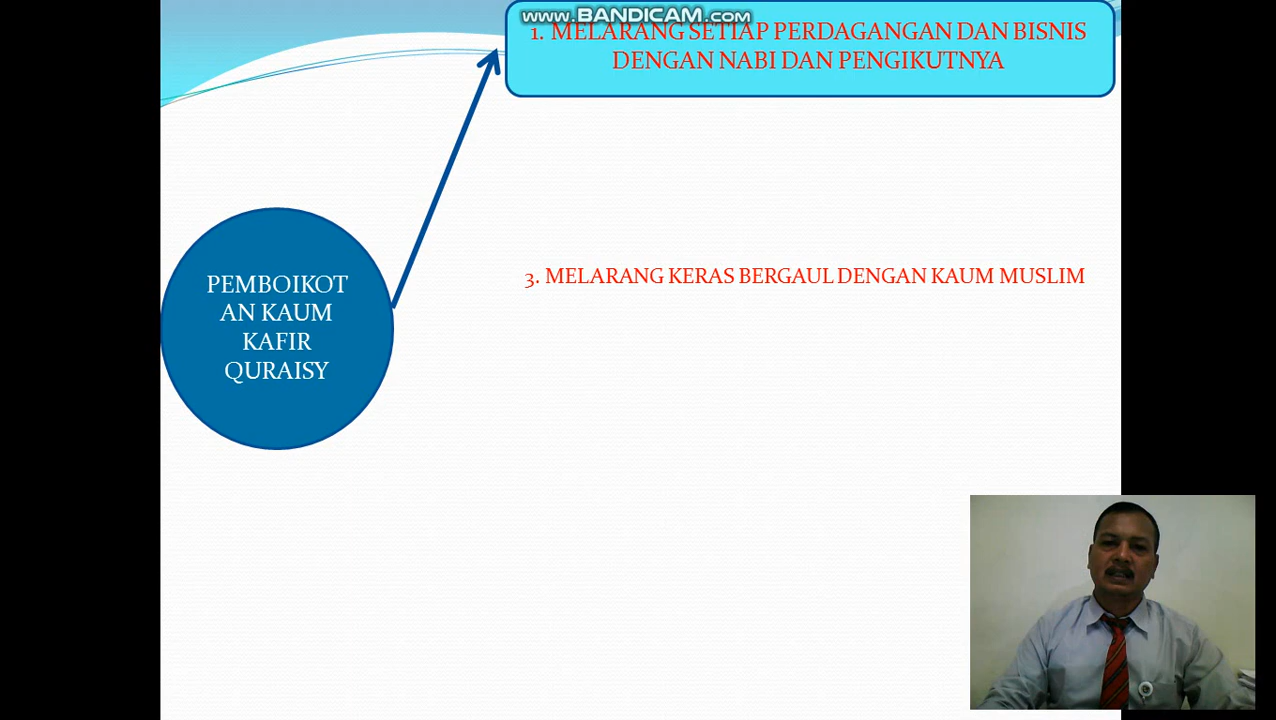 www.BANDICAM.com
1. MELARANG SETIAP PERDAGANGAN DAN BISNIS
DENGAN NABI DAN PENGIKUTNYA
PEMBOIKOT
AN KAUM
KAFIR
QURAISY
3. MELARANG KERAS BERGAUL DENGAN KAUM MUSLIM